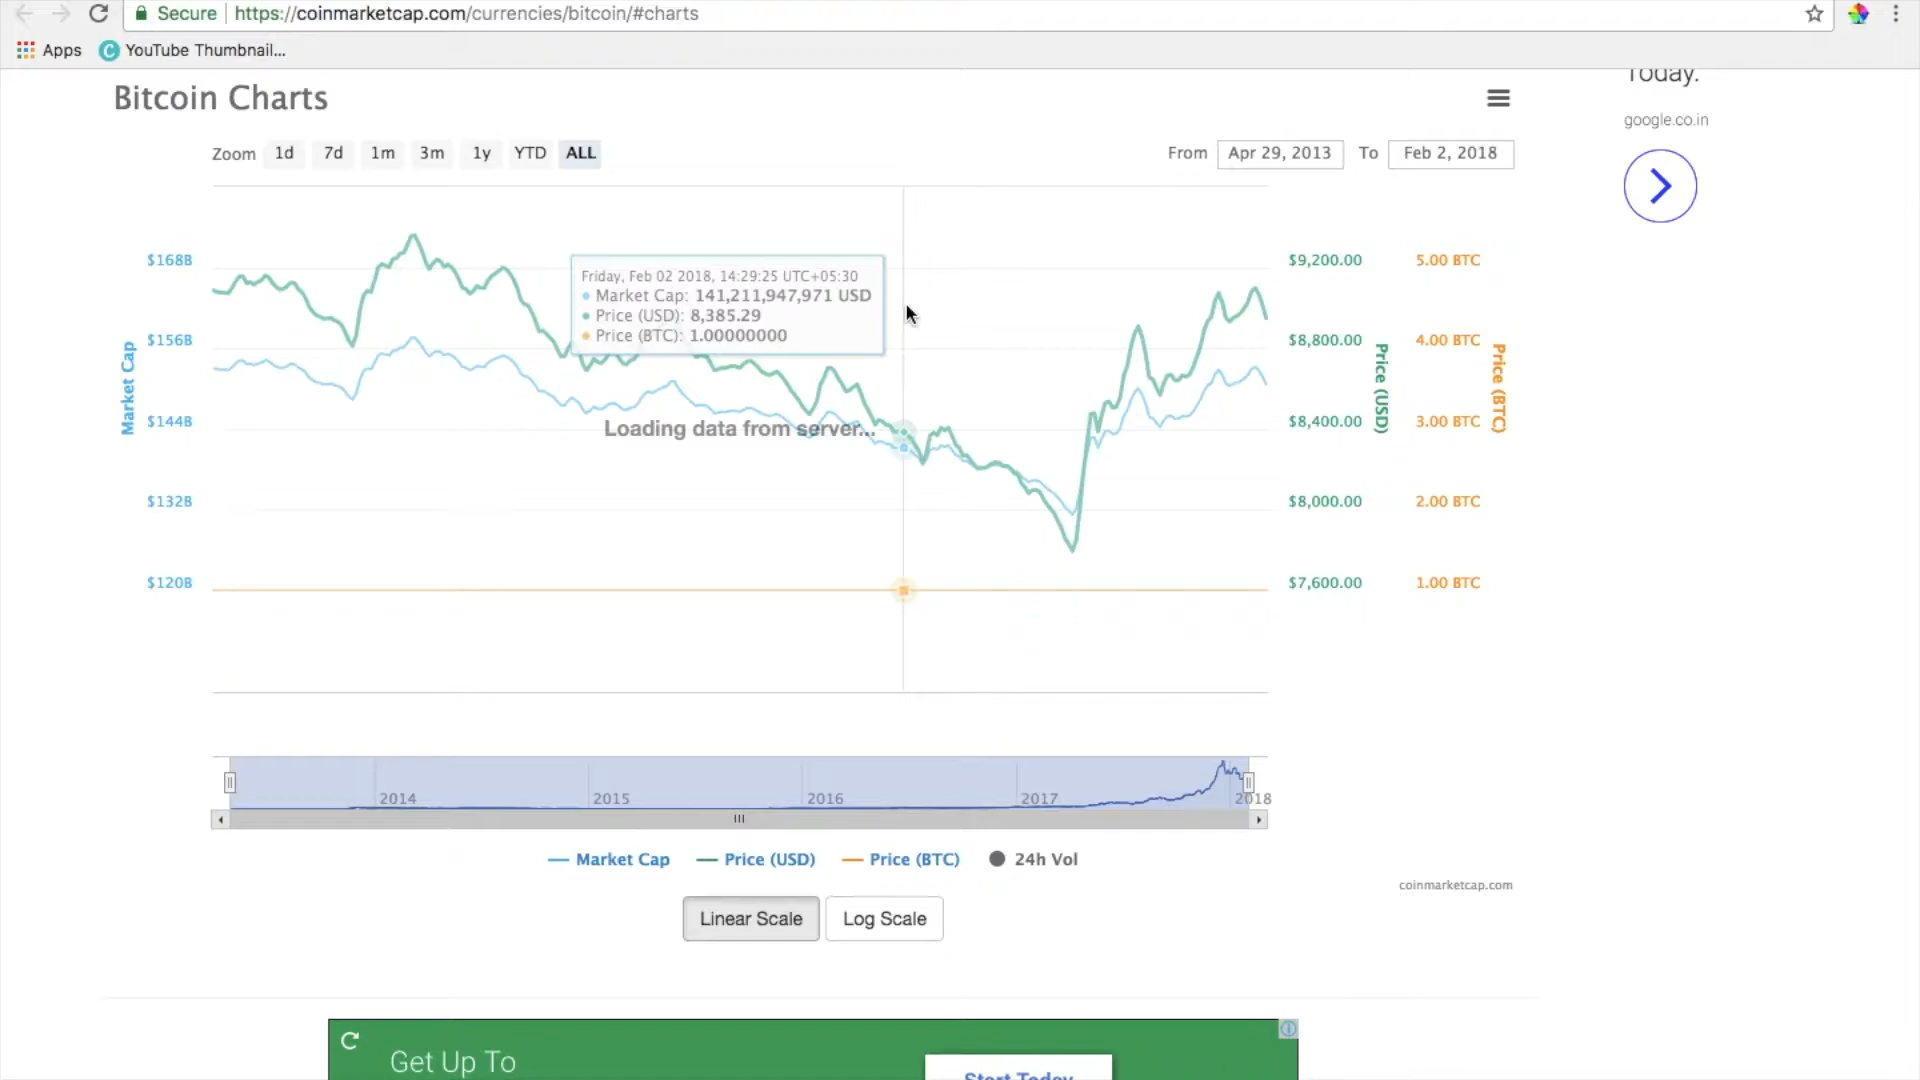 Secure https://coinmarketcap.com/currencies/bitcoin/#charts
Apps C YouTube Thumbnail...
Today.
Bitcoin Charts
google.co.in
Zoom 1d 7d 1m 3m 1y YTD ALL
From Apr 29, 2013 To Feb 2, 2018
$168B $9,200.00 5.00 BTC
Friday, Feb 02 2018, 14:29:25 UTC+05:30
Market Cap: 141,211,947,971 USD
Price (USD): 8,385.29
Price (BTC): 1.00000000
$156B $8,800.00 4.00 BTC
Market Cap
Price (USD)
Price (BTC)
$144B $8,400.00 3.00 BTC
Loading data from server...
$132B $8,000.00 2.00 BTC
$120B $7,600.00 1.00 BTC
2014 2015 2016 2017 2018
Market Cap Price (USD) Price (BTC) 24h Vol
coinmarketcap.com
Linear Scale Log Scale
Get Up To
Start Today